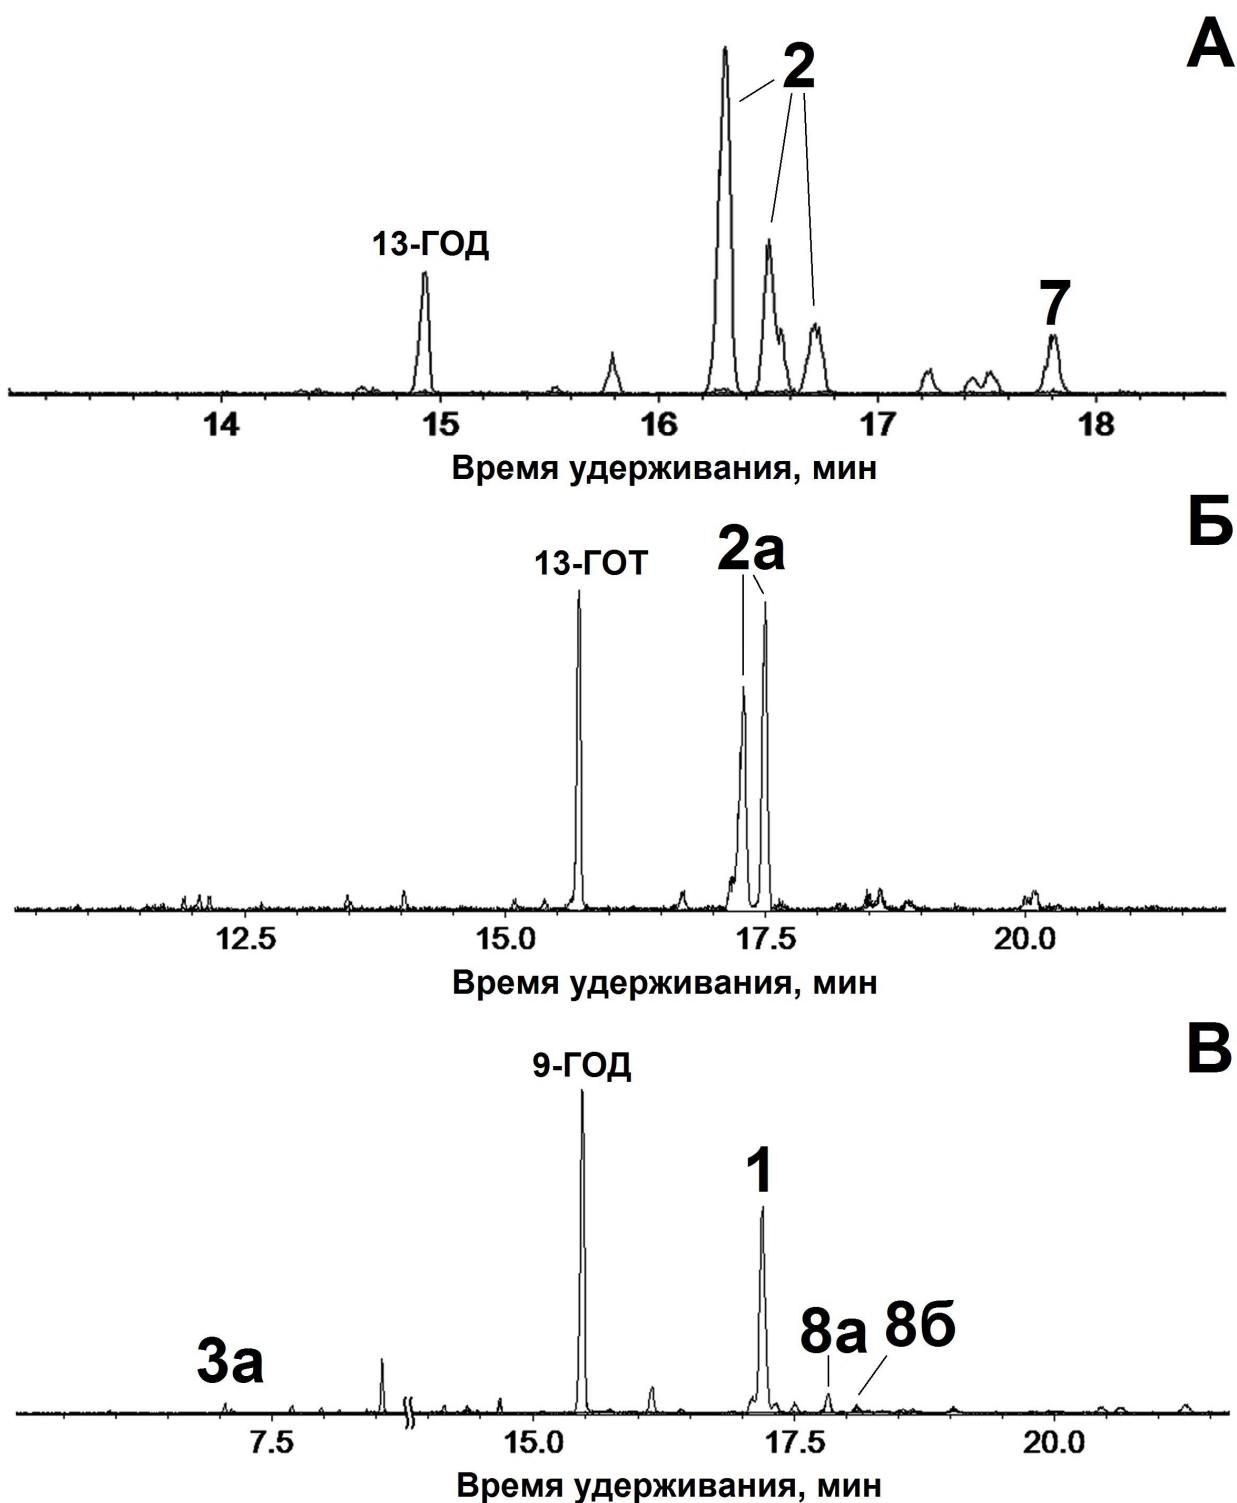 А
2
13-ГОД
7
14 15 16 17 18
Время удерживания, мин
Б
2а
13-ГОТ
12.5 15.0 17.5 20.0
Время удерживания, мин
В
9-ГОД
1
8а 8б
3а
7.5 15.0 17.5 20.0
Время удерживания, мин